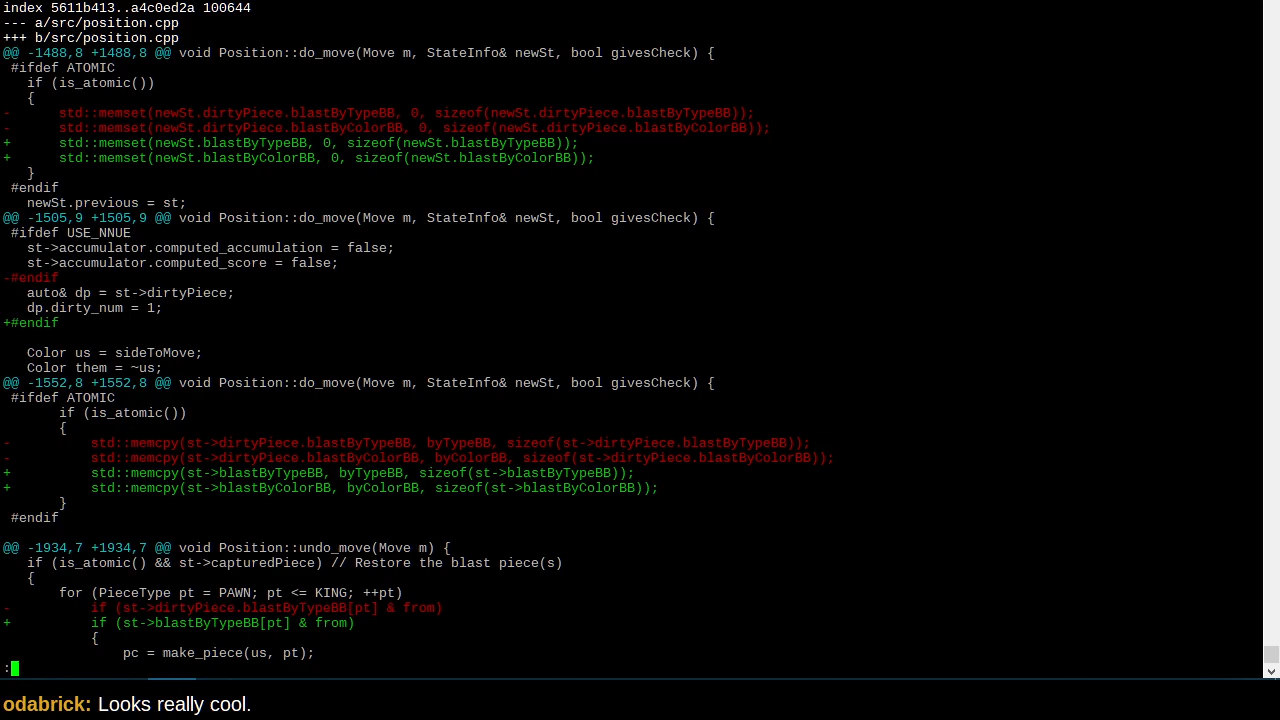 index 5611b413..a4c0ed2a 100644
--- a/src/position.cpp
+++ b/src/position.cpp
@@ -1488,8 +1488,8 @@ void Position::do_move(Move m, StateInfo& newSt, bool givesCheck) {
 #ifdef ATOMIC
   if (is_atomic())
   {
-      std::memset(newSt.dirtyPiece.blastByTypeBB, 0, sizeof(newSt.dirtyPiece.blastByTypeBB));
-      std::memset(newSt.dirtyPiece.blastByColorBB, 0, sizeof(newSt.dirtyPiece.blastByColorBB));
+      std::memset(newSt.blastByTypeBB, 0, sizeof(newSt.blastByTypeBB));
+      std::memset(newSt.blastByColorBB, 0, sizeof(newSt.blastByColorBB));
   }
 #endif
   newSt.previous = st;
@@ -1505,9 +1505,9 @@ void Position::do_move(Move m, StateInfo& newSt, bool givesCheck) {
 #ifdef USE_NNUE
   st->accumulator.computed_accumulation = false;
   st->accumulator.computed_score = false;
-#endif
   auto& dp = st->dirtyPiece;
   dp.dirty_num = 1;
+#endif
   Color us = sideToMove;
   Color them = ~us;
@@ -1552,8 +1552,8 @@ void Position::do_move(Move m, StateInfo& newSt, bool givesCheck) {
 #ifdef ATOMIC
       if (is_atomic())
       {
-          std::memcpy(st->dirtyPiece.blastByTypeBB, byTypeBB, sizeof(st->dirtyPiece.blastByTypeBB));
-          std::memcpy(st->dirtyPiece.blastByColorBB, byColorBB, sizeof(st->dirtyPiece.blastByColorBB));
+          std::memcpy(st->blastByTypeBB, byTypeBB, sizeof(st->blastByTypeBB));
+          std::memcpy(st->blastByColorBB, byColorBB, sizeof(st->blastByColorBB));
       }
 #endif
@@ -1934,7 +1934,7 @@ void Position::undo_move(Move m) {
   if (is_atomic() && st->capturedPiece) // Restore the blast piece(s)
   {
       for (PieceType pt = PAWN; pt <= KING; ++pt)
-          if (st->dirtyPiece.blastByTypeBB[pt] & from)
+          if (st->blastByTypeBB[pt] & from)
           {
               pc = make_piece(us, pt);
:
odabrick: Looks really cool.